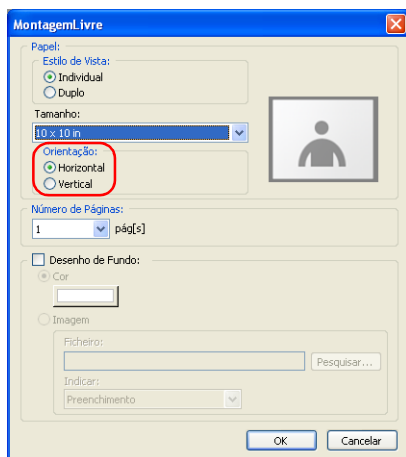 MontagemLivre
Papel:
Estilo de Vista:
Individual
Duplo
Tamanho:
10 x 10 in
Orientação:
Horizontal
Vertical
Número de Páginas:
1 pág[s]
Desenho de Fundo:
Cor
Imagem
Ficheiro:
Pesquisar...
Indicar:
Preenchimento
OK Cancelar